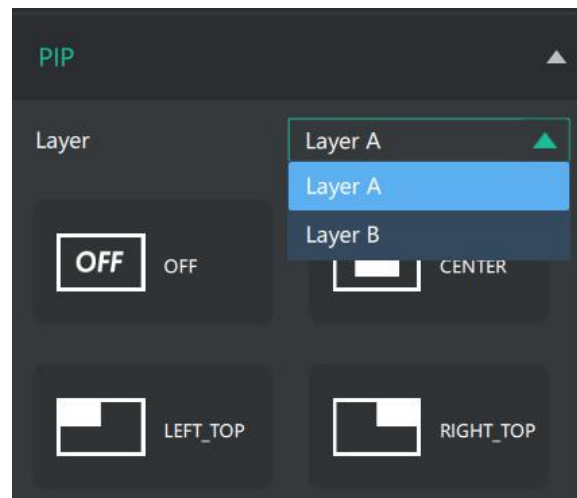 PIP
Layer
Layer A
Layer A
Layer B
OFF
OFF
CENTER
LEFT_TOP
RIGHT_TOP